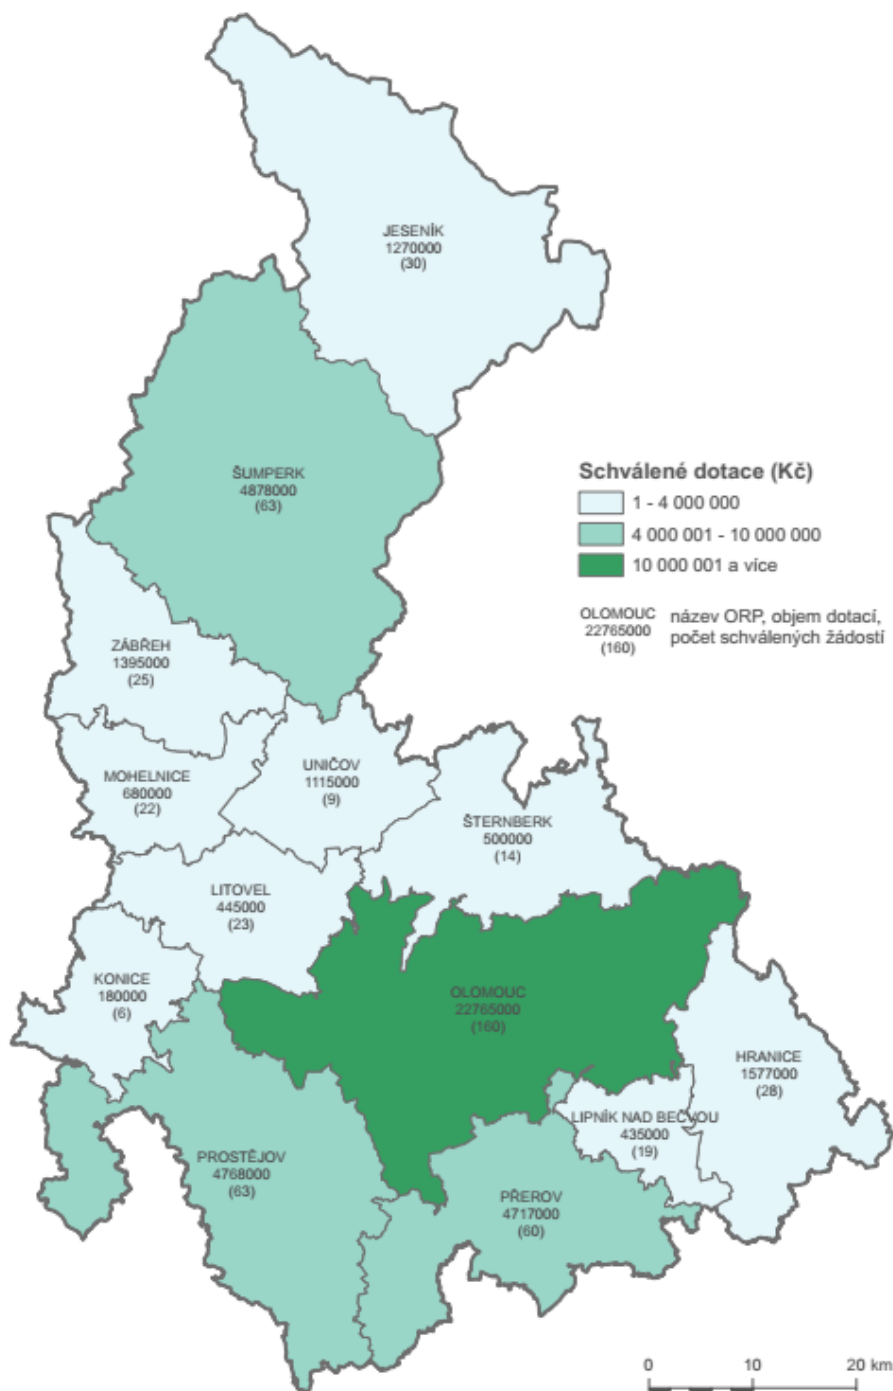 JESENÍK
1270000
(30)
ŠUMPERK
4878000
(63)
Schválené dotace (Kč)
1 - 4 000 000
4 000 001 - 10 000 000
10 000 001 a více
OLOMOUC
22765000
(160)
název ORP, objem dotací,
počet schválených žádostí
ZÁBŘEH
1395000
(25)
MOHELNICE
680000
(22)
UNIČOV
1115000
(9)
ŠTERNBERK
500000
(14)
LITOVEL
445000
(23)
KONICE
180000
(6)
OLOMOUC
22765000
(160)
HRANICE
1577000
(28)
LIPNÍK NAD BEČVOU
435000
(19)
PROSTĚJOV
4768000
(63)
PŘEROV
4717000
(60)
0 10 20 km